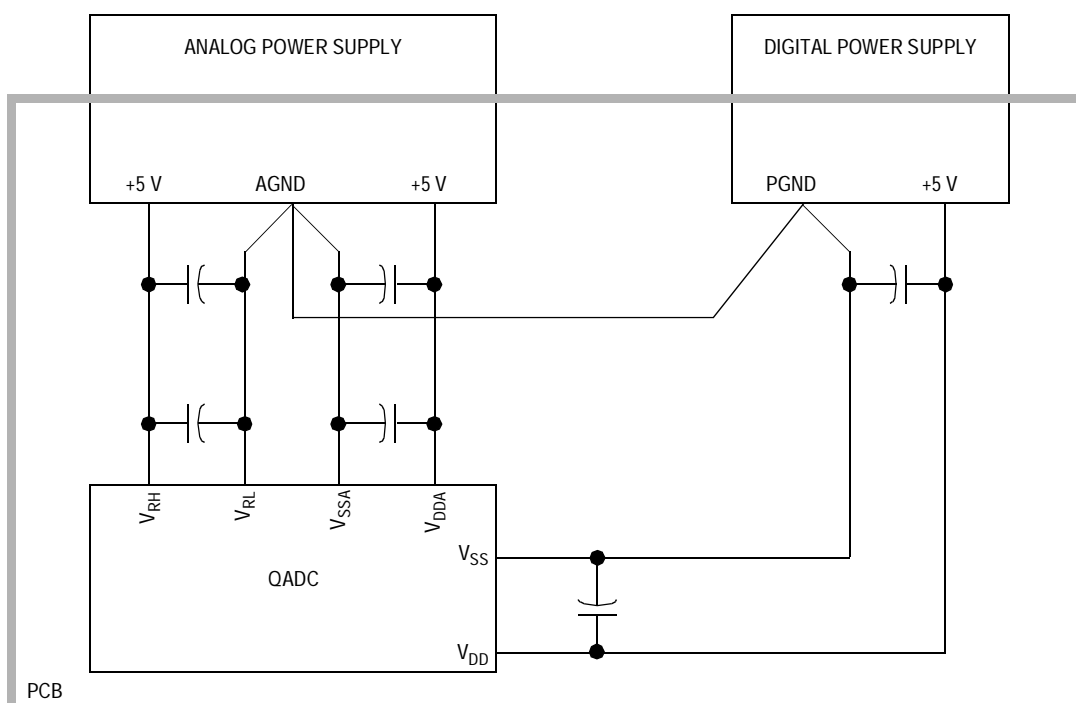 ANALOG POWER SUPPLY
DIGITAL POWER SUPPLY
+5 V
AGND
+5 V
PGND
+5 V
VRH
VRL
VSSA
VDDA
VSS
QADC
VDD
PCB